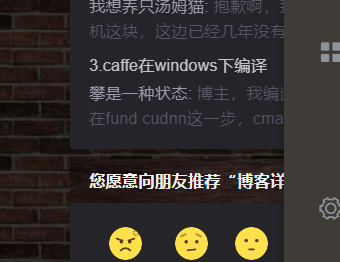 我想养只汤姆猫: 抱歉啊，
机这块，这边已经几年没有
3.caffe在windows下编译
攀是一种状态: 博主，我编
在fund cudnn这一步，cma
您愿意向朋友推荐“博客详